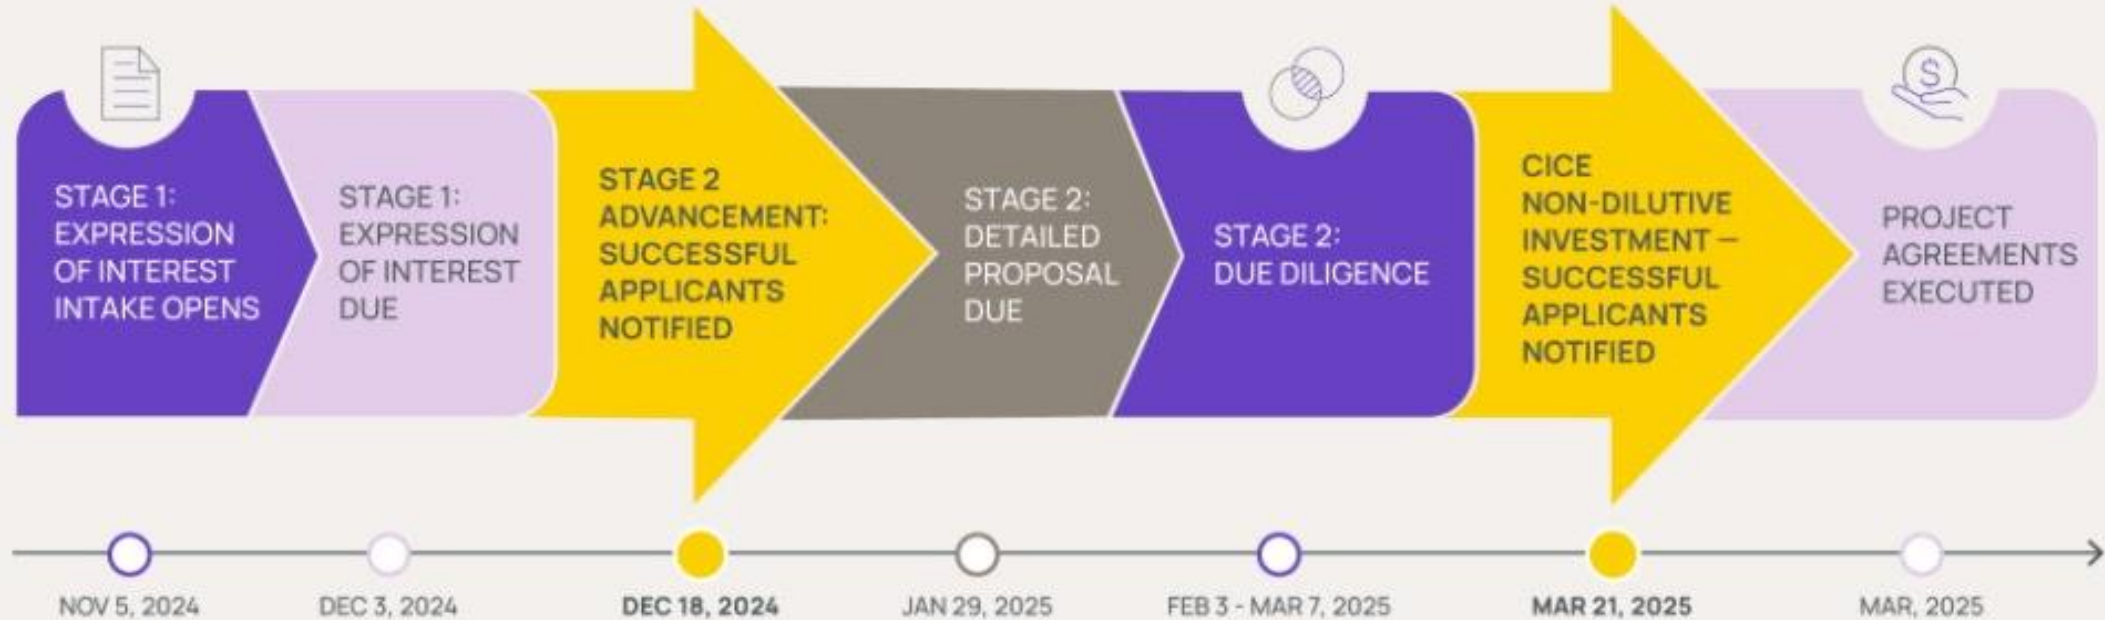 STAGE 1:
EXPRESSION
OF INTEREST
INTAKE OPENS
STAGE 1:
EXPRESSION
OF INTEREST
DUE
STAGE 2
ADVANCEMENT:
SUCCESSFUL
APPLICANTS
NOTIFIED
STAGE 2:
DETAILED
PROPOSAL
DUE
STAGE 2:
DUE DILIGENCE
CICE
NON-DILUTIVE
INVESTMENT —
SUCCESSFUL
APPLICANTS
NOTIFIED
$
PROJECT
AGREEMENTS
EXECUTED
NOV 5, 2024
DEC 3, 2024
DEC 18, 2024
JAN 29, 2025
FEB 3 - MAR 7, 2025
MAR 21, 2025
MAR, 2025